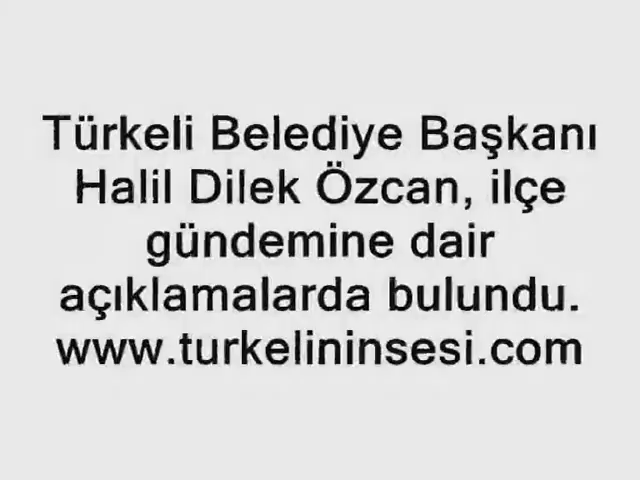 Türkeli Belediye Başkanı
Halil Dilek Özcan, ilçe
gündemine dair
açıklamalarda bulundu.
www.turkelininsesi.com